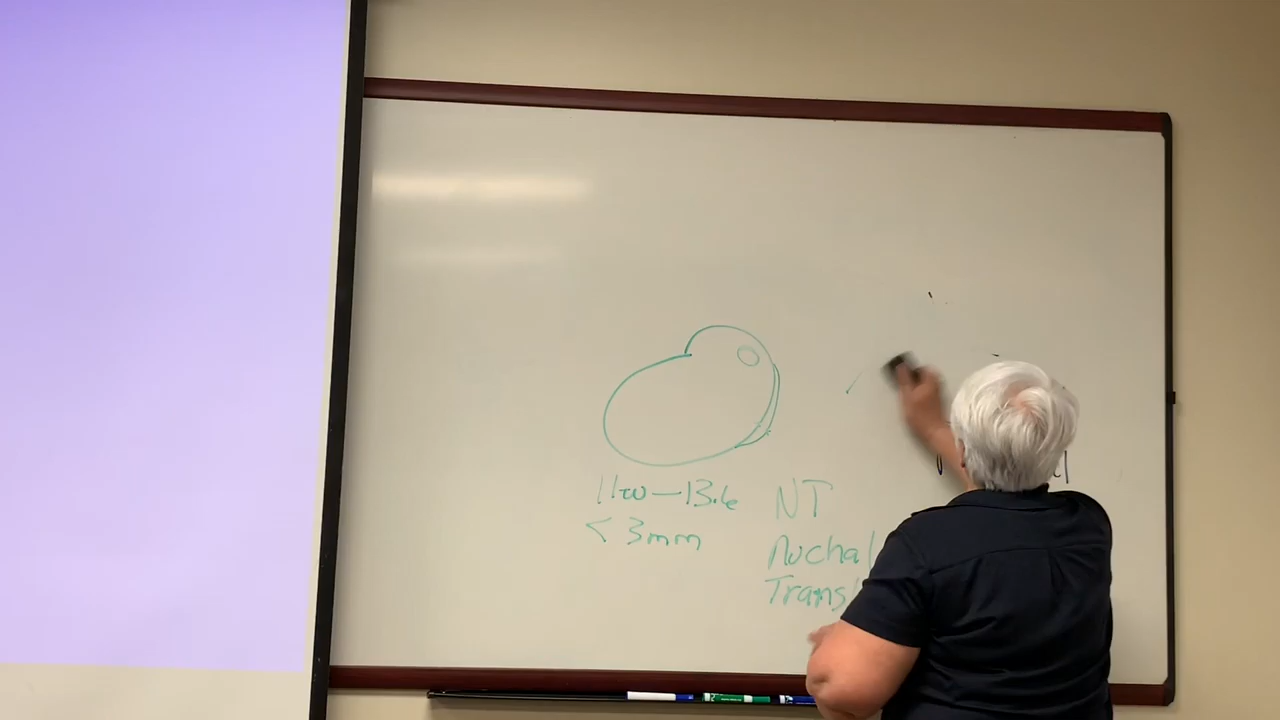 11w — 13.6
< 3mm
NT
Nuchal
Trans